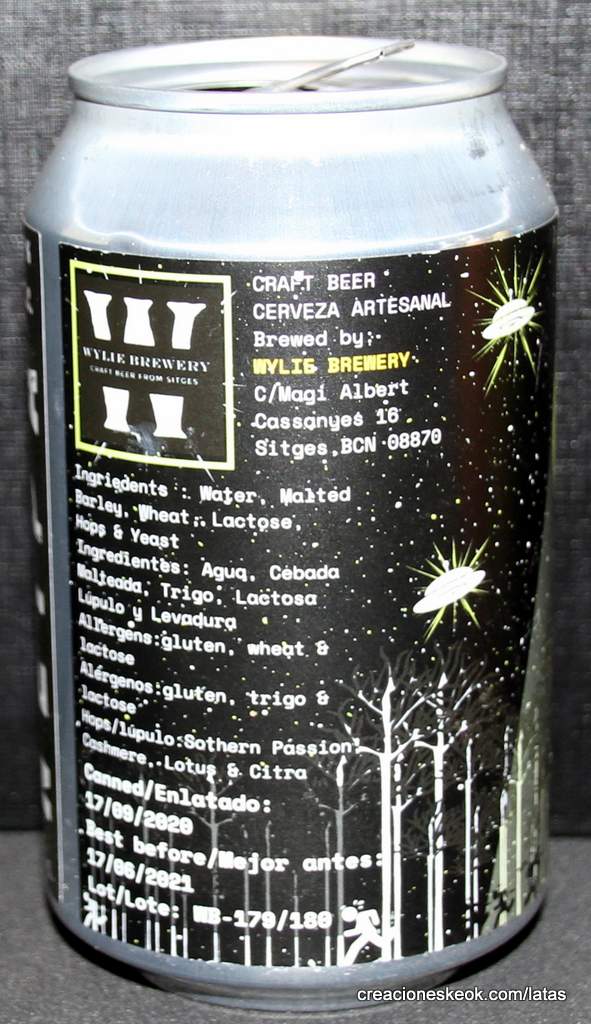 WYLIE BREWERY
CRAFT BEER FROM SITGES
CRAFT BEER
CERVEZA ARTESANAL
Brewed by:
WYLIE BREWERY
C/Magi Albert
Cassanyes 16
Sitges,BCN 08870
Ingriedents : Water, Malted
Barley, Wheat, Lactose,
Hops & Yeast
Ingredientes: Agua, Cebada
Malteada, Trigo, Lactosa
Lúpulo y Levadura
Allergens:gluten, wheat &
lactose
Alérgenos:gluten, trigo &
lactose
Hops/lúpulo:Sothern Passion,
Cashmere, Lotus & Citra
Canned/Enlatado:
17/09/2020
Best before/Mejor antes:
17/06/2021
Lot/Lote: WB-179/180
creacioneskeok.com/latas